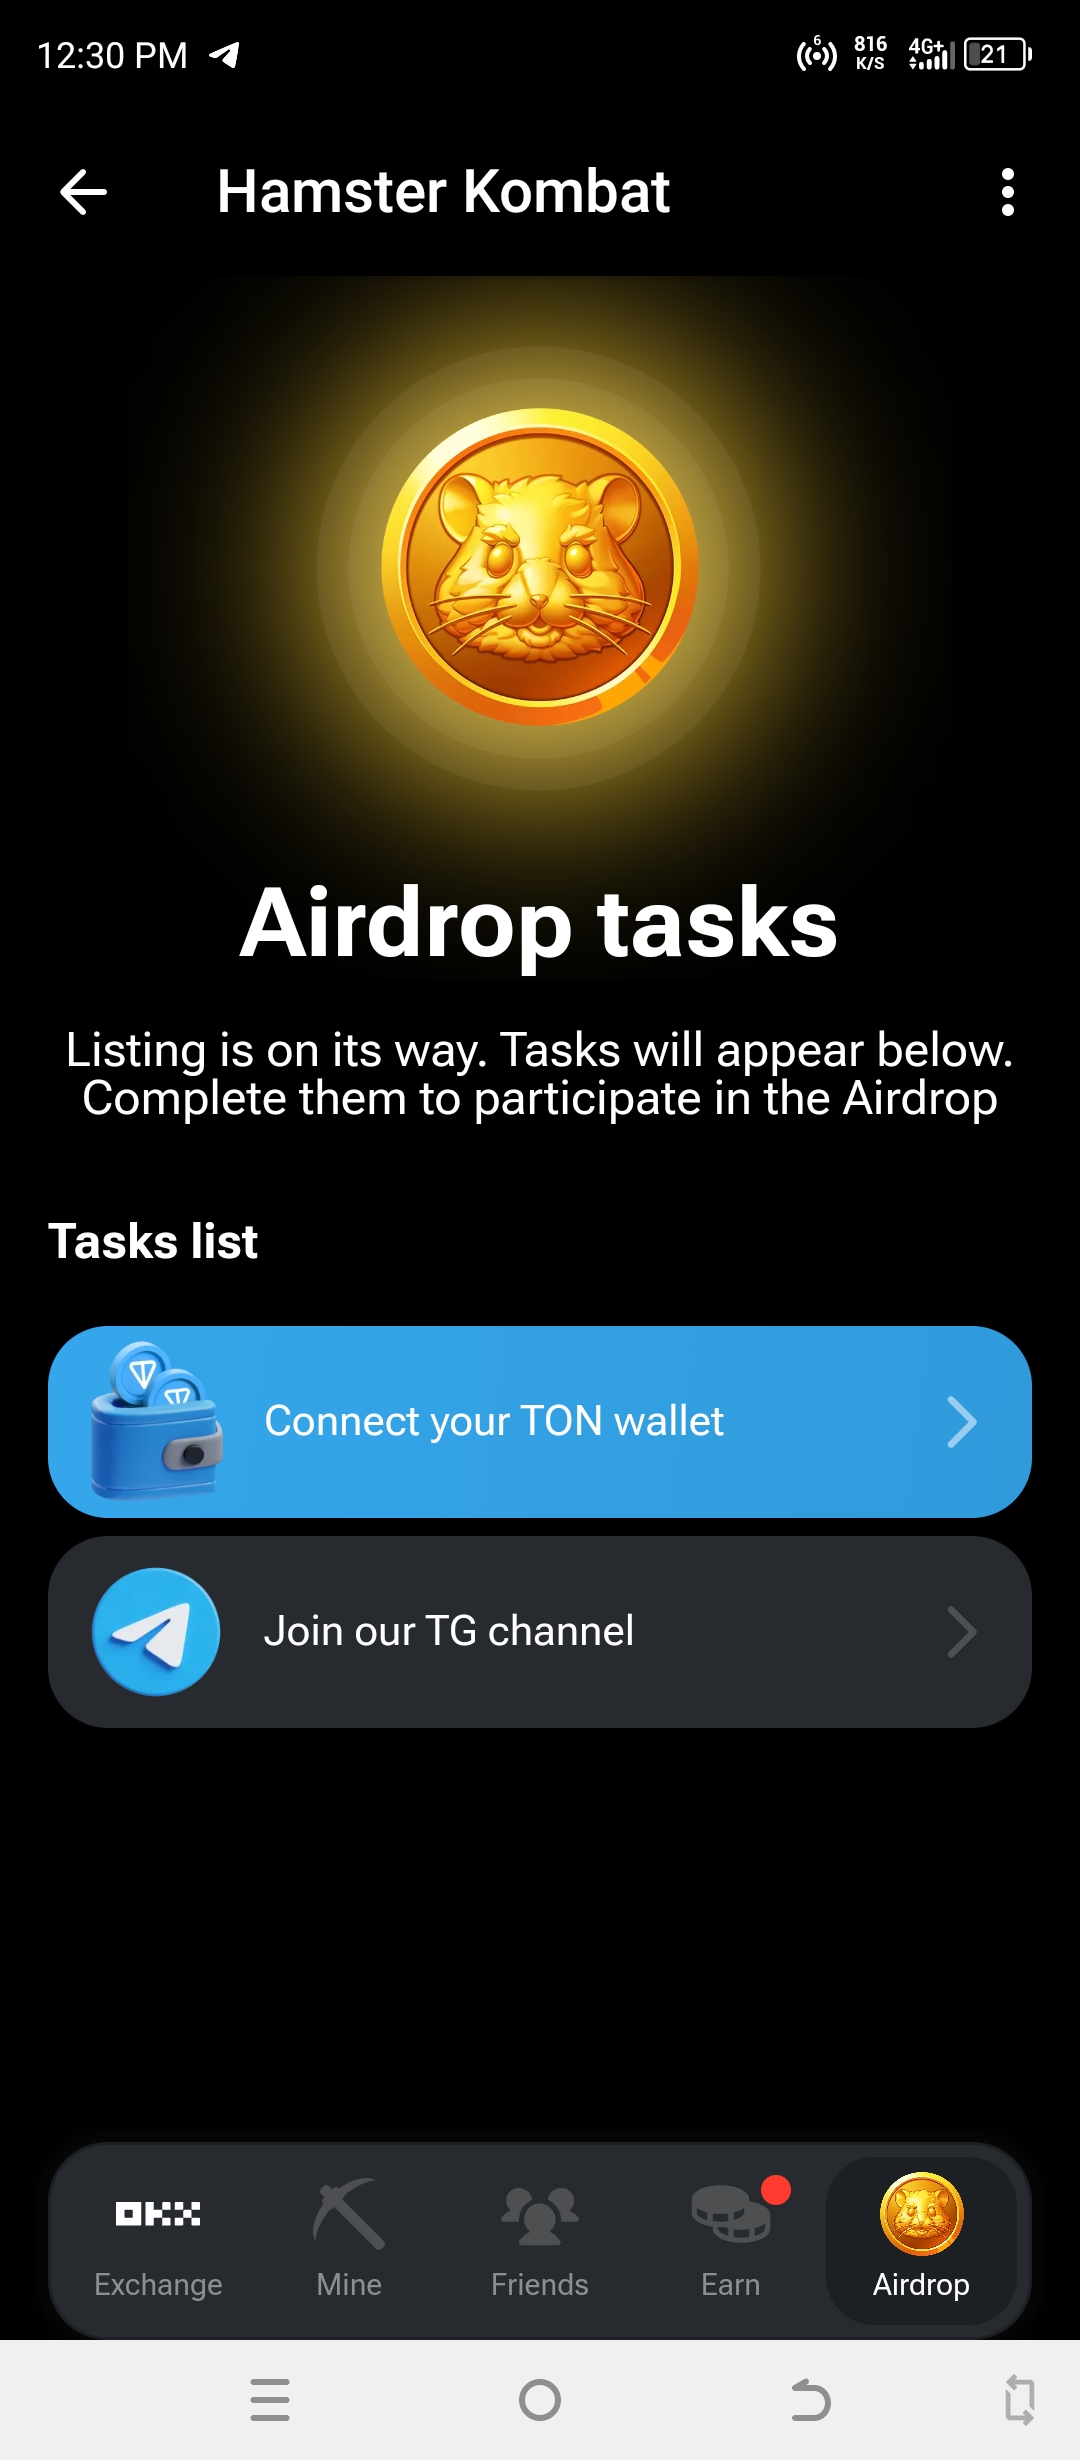 12:30 PM
6
816
K/S
4G+
21
Hamster Kombat
Airdrop tasks
Listing is on its way. Tasks will appear below.
Complete them to participate in the Airdrop
Tasks list
Connect your TON wallet
Join our TG channel
OKX
Exchange
Mine
Friends
Earn
Airdrop